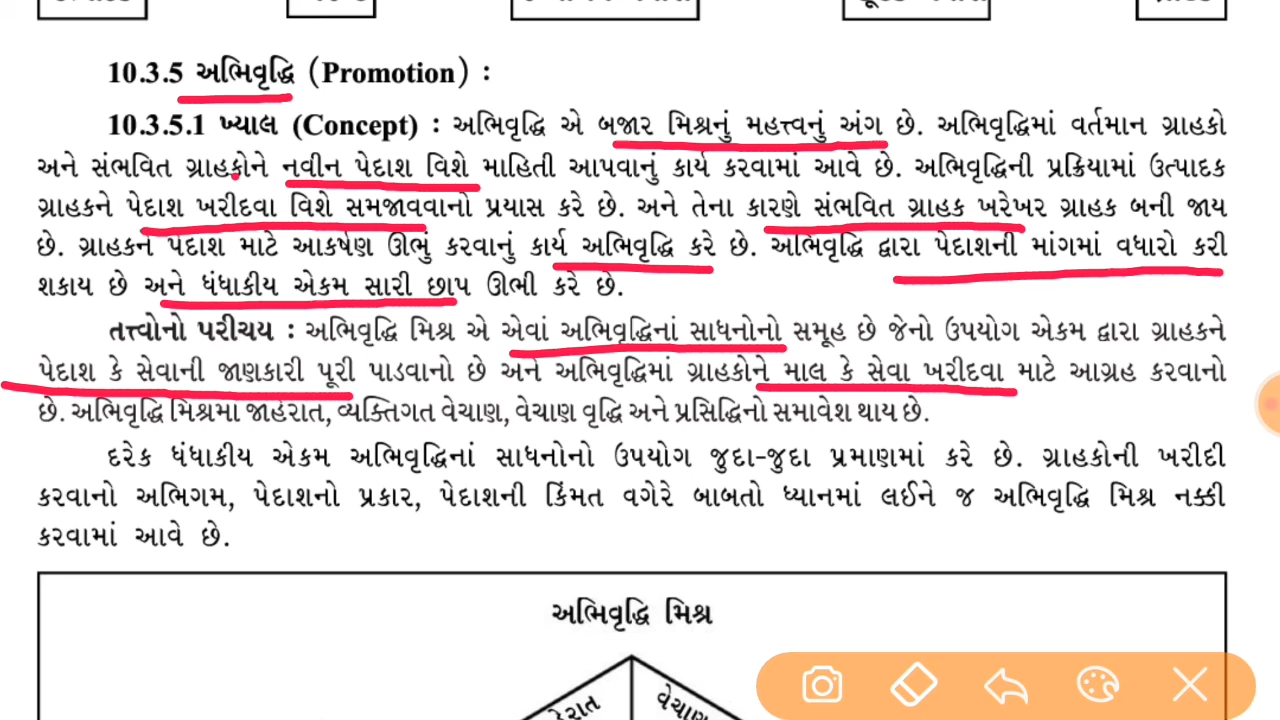 10.3.5 અભિવૃદ્ધિ (Promotion) :
10.3.5.1 ખ્યાલ (Concept) : અભિવૃદ્ધિ એ બજાર મિશ્રનું મહત્ત્વનું અંગ છે. અભિવૃદ્ધિમાં વર્તમાન ગ્રાહકો
અને સંભવિત ગ્રાહકોને નવીન પેદાશ વિશે માહિતી આપવાનું કાર્ય કરવામાં આવે છે. અભિવૃદ્ધિની પ્રક્રિયામાં ઉત્પાદક
ગ્રાહકને પેદાશ ખરીદવા વિશે સમજાવવાનો પ્રયાસ કરે છે. અને તેના કારણે સંભવિત ગ્રાહક ખરેખર ગ્રાહક બની જાય
છે. ગ્રાહકને પેદાશ માટે આકર્ષણ ઊભું કરવાનું કાર્ય અભિવૃદ્ધિ કરે છે. અભિવૃદ્ધિ દ્વારા પેદાશની માંગમાં વધારો કરી
શકાય છે અને ધંધાકીય એકમ સારી છાપ ઊભી કરે છે.
તત્ત્વોનો પરીચય : અભિવૃદ્ધિ મિશ્ર એ એવાં અભિવૃદ્ધિનાં સાધનોનો સમૂહ છે જેનો ઉપયોગ એકમ દ્વારા ગ્રાહકને
પેદાશ કે સેવાની જાણકારી પૂરી પાડવાનો છે અને અભિવૃદ્ધિમાં ગ્રાહકોને માલ કે સેવા ખરીદવા માટે આગ્રહ કરવાનો
છે. અભિવૃદ્ધિ મિશ્રમાં જાહેરાત, વ્યક્તિગત વેચાણ, વેચાણ વૃદ્ધિ અને પ્રસિદ્ધિનો સમાવેશ થાય છે.
દરેક ધંધાકીય એકમ અભિવૃદ્ધિનાં સાધનોનો ઉપયોગ જુદા-જુદા પ્રમાણમાં કરે છે. ગ્રાહકોની ખરીદી
કરવાનો અભિગમ, પેદાશનો પ્રકાર, પેદાશની કિંમત વગેરે બાબતો ધ્યાનમાં લઈને જ અભિવૃદ્ધિ મિશ્ર નક્કી
કરવામાં આવે છે.
અભિવૃદ્ધિ મિશ્ર